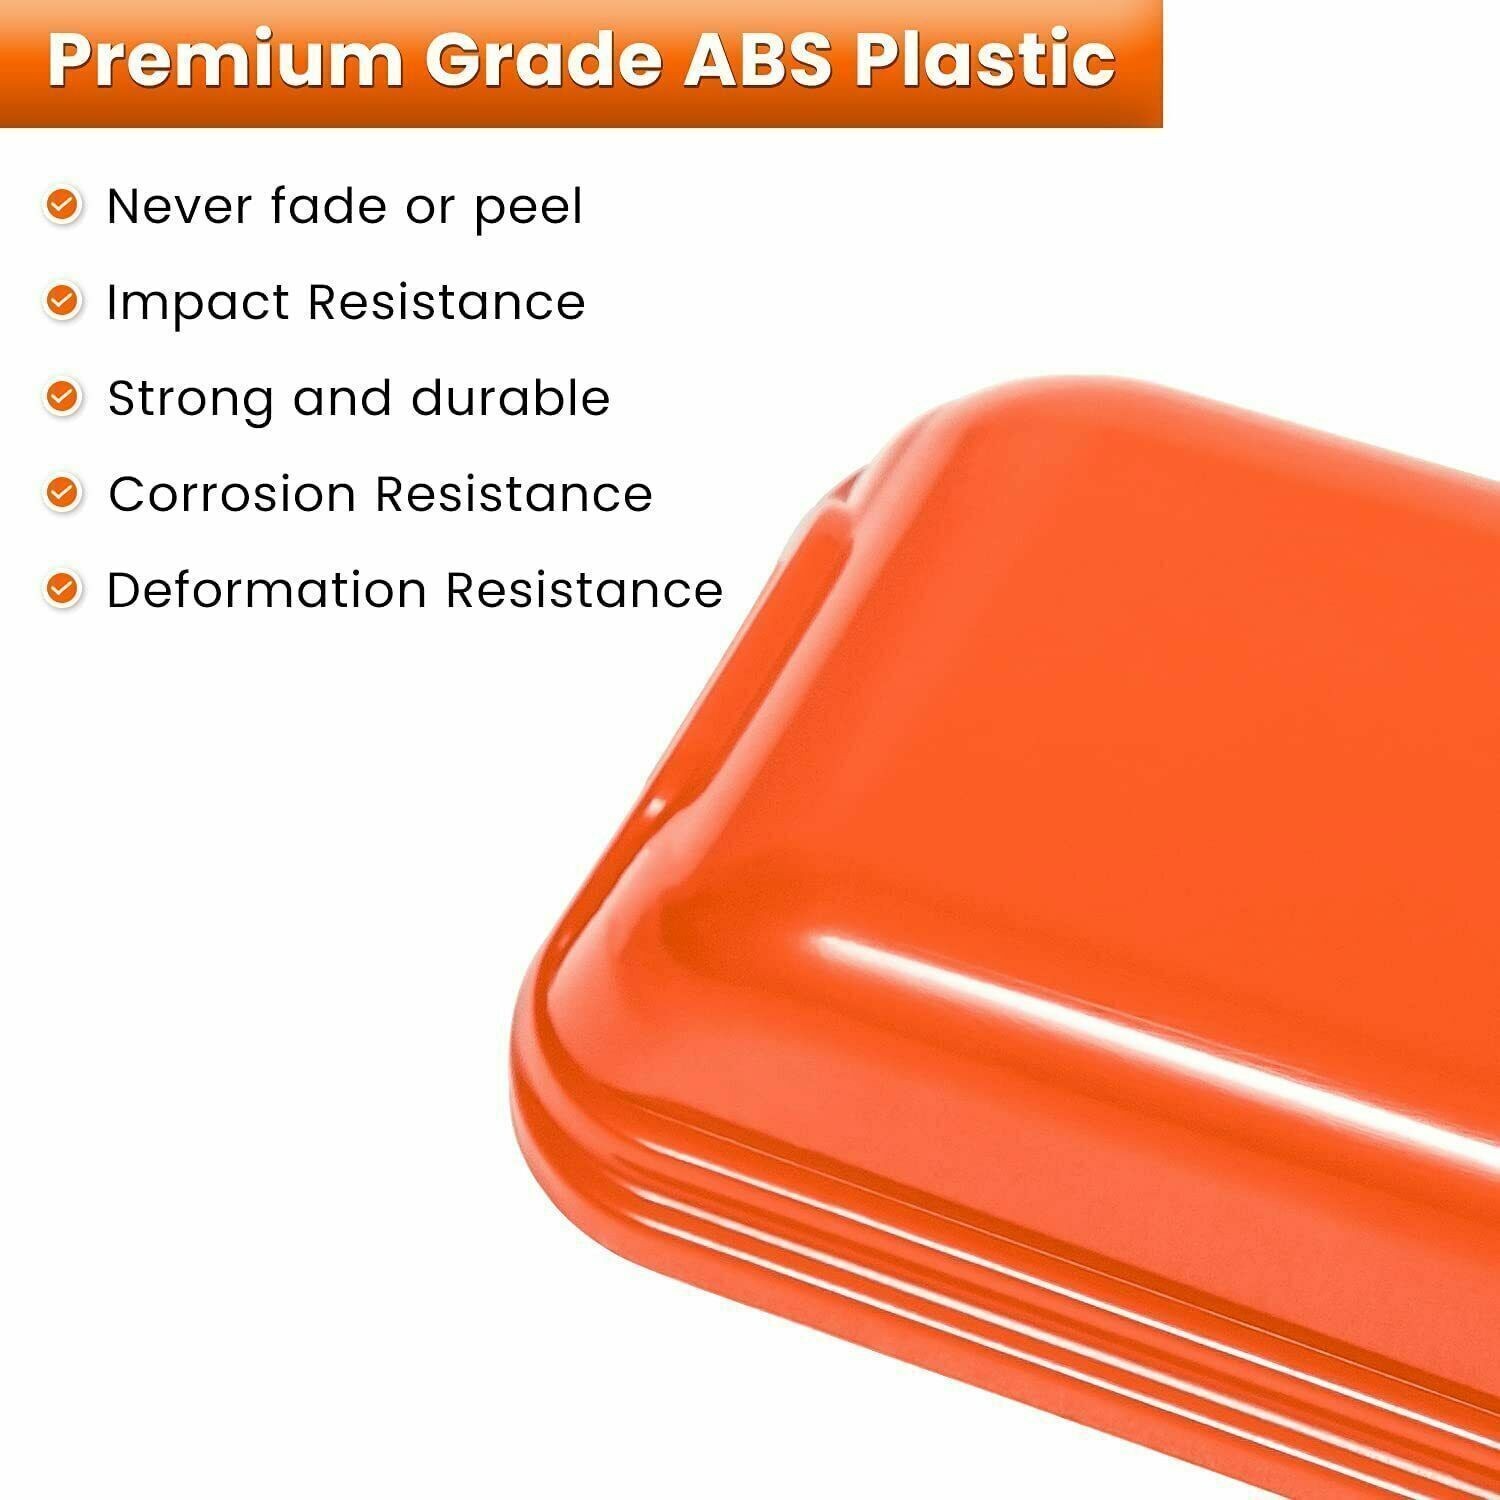 Premium Grade ABS Plastic
Never fade or peel
Impact Resistance
Strong and durable
Corrosion Resistance
Deformation Resistance